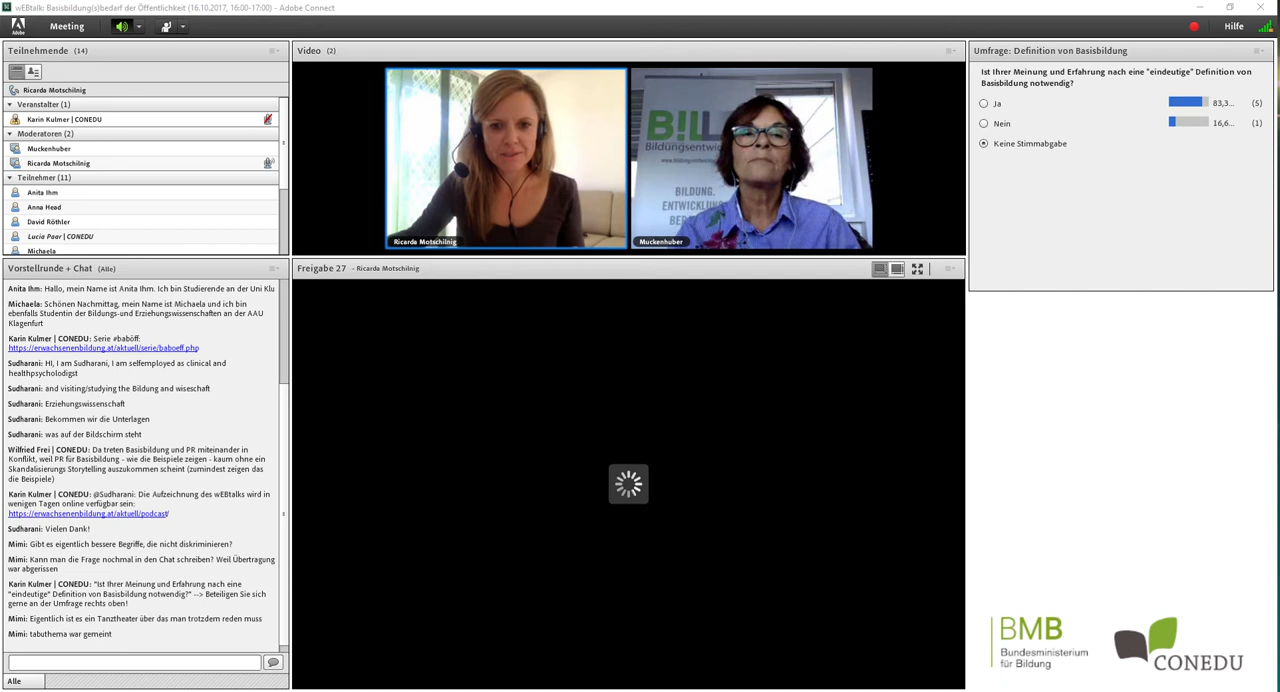 wEBtalk: Basisbildung(s)bedarf der Öffentlichkeit (16.10.2017, 16:00-17:00) - Adobe Connect
Adobe
Meeting
Hilfe
Teilnehmende (14)
Ricarda Motschilnig
Veranstalter (1)
Karin Kulmer | CONEDU
Moderatoren (2)
Muckenhuber
Ricarda Motschilnig
Teilnehmer (11)
Anita Ihm
Anna Head
David Röthler
Lucia Paar | CONEDU
Michaela
Video (2)
Ricarda Motschilnig
B!LL
Bildungsentwi
BILDUNG.
ENTWICKLUN
BER
Muckenhuber
Umfrage: Definition von Basisbildung
Ist Ihrer Meinung und Erfahrung nach eine "eindeutige" Definition von
Basisbildung notwendig?
Ja 83,3... (5)
Nein 16,6... (1)
Keine Stimmabgabe
Vorstellrunde + Chat (Alle)
Anita Ihm: Hallo, mein Name ist Anita Ihm. Ich bin Studierende an der Uni Klu
Michaela: Schönen Nachmittag, mein Name ist Michaela und ich bin
ebenfalls Studentin der Bildungs-und Erziehungswissenschaften an der AAU
Klagenfurt
Karin Kulmer | CONEDU: Serie #baböff:
https://erwachsenenbildung.at/aktuell/serie/baboeff.php
Sudharani: HI, I am Sudharani, I am selfemployed as clinical and
healthpsycholodigst
Sudharani: and visiting/studying the Bildung and wiseschaft
Sudharani: Erziehungswissenschaft
Sudharani: Bekommen wir die Unterlagen
Sudharani: was auf der Bildschirm steht
Wilfried Frei | CONEDU: Da treten Basisbildung und PR miteinander in
Konflikt, weil PR für Basisbildung - wie die Beispiele zeigen - kaum ohne ein
Skandalisierungs Storytelling auszukommen scheint (zumindest zeigen das
die Beispiele)
Karin Kulmer | CONEDU: @Sudharani: Die Aufzeichnung des wEBtalks wird in
wenigen Tagen online verfügbar sein:
https://erwachsenenbildung.at/aktuell/podcast/
Sudharani: Vielen Dank!
Mimi: Gibt es eigentlich bessere Begriffe, die nicht diskriminieren?
Mimi: Kann man die Frage nochmal in den Chat schreiben? Weil Übertragung
war abgerissen
Karin Kulmer | CONEDU: "Ist Ihrer Meinung und Erfahrung nach eine
"eindeutige" Definition von Basisbildung notwendig?" --> Beteiligen Sie sich
gerne an der Umfrage rechts oben!
Mimi: Eigentlich ist es ein Tanztheater über das man trotzdem reden muss
Mimi: tabuthema war gemeint
Alle
Freigabe 27 - Ricarda Motschilnig
BMB
Bundesministerium
für Bildung
CONEDU